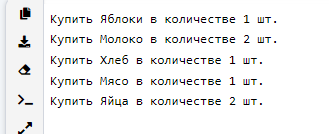 Купить Яблоки в количестве 1 шт.
Купить Молоко в количестве 2 шт.
Купить Хлеб в количестве 1 шт.
Купить Мясо в количестве 1 шт.
Купить Яйца в количестве 2 шт.